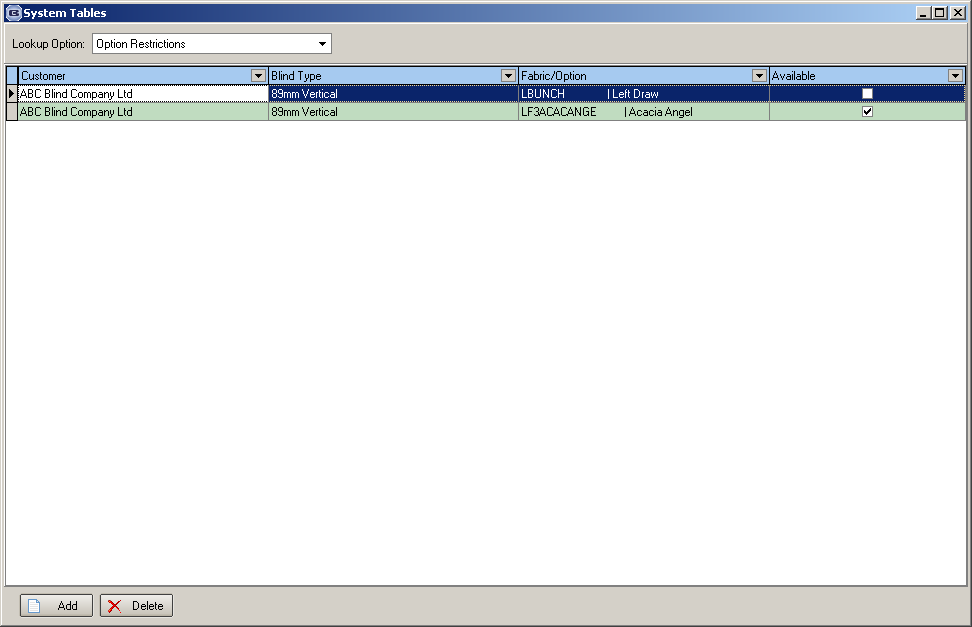 System Tables
Lookup Option: Option Restrictions
Customer Blind Type Fabric/Option Available
ABC Blind Company Ltd 89mm Vertical LBUNCH | Left Draw
ABC Blind Company Ltd 89mm Vertical LF3ACACANGE | Acacia Angel
Add Delete